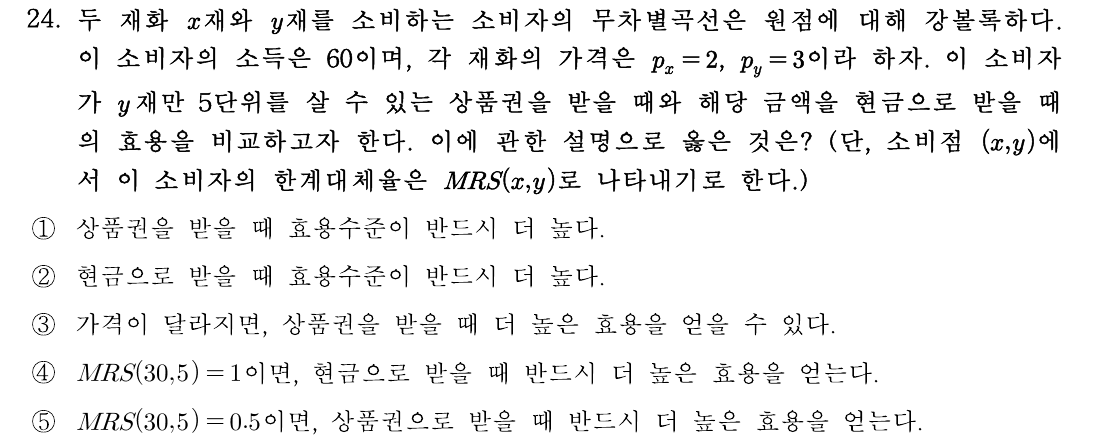 24. 두 재화 x재와 y재를 소비하는 소비자의 무차별곡선은 원점에 대해 강볼록하다.
이 소비자의 소득은 60이며, 각 재화의 가격은 pₓ=2, p_y=3이라 하자. 이 소비자
가 y재만 5단위를 살 수 있는 상품권을 받을 때와 해당 금액을 현금으로 받을 때
의 효용을 비교하고자 한다. 이에 관한 설명으로 옳은 것은? (단, 소비점 (x,y)에
서 이 소비자의 한계대체율은 MRS(x,y)로 나타내기로 한다.)
① 상품권을 받을 때 효용수준이 반드시 더 높다.
② 현금으로 받을 때 효용수준이 반드시 더 높다.
③ 가격이 달라지면, 상품권을 받을 때 더 높은 효용을 얻을 수 있다.
④ MRS(30,5)=1이면, 현금으로 받을 때 반드시 더 높은 효용을 얻는다.
⑤ MRS(30,5)=0.5이면, 상품권으로 받을 때 반드시 더 높은 효용을 얻는다.